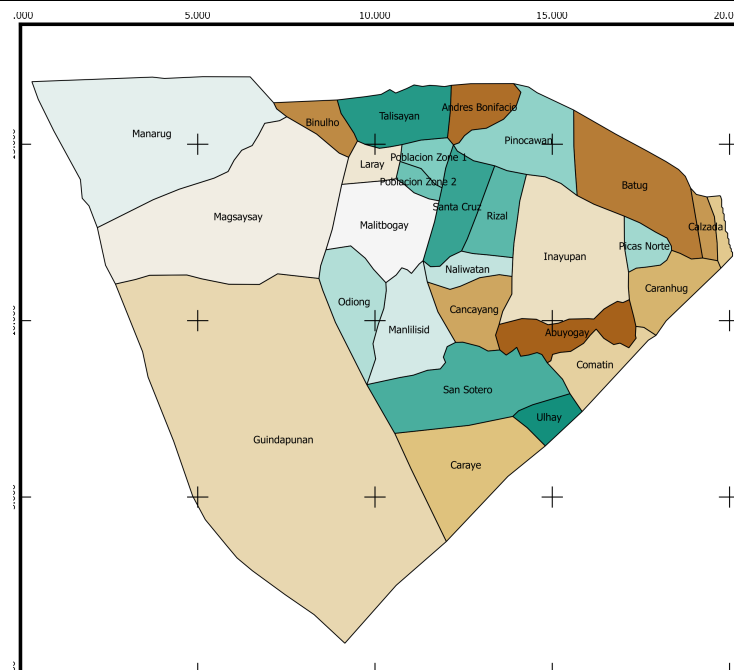 .000 5.000 10.000 15.000 20.0
Andres Bonifacio
Talisayan
Binulho
Manarug
Pinocawan
Poblacion Zone 1
Laray
Poblacion Zone 2
Batug
Santa Cruz
Magsaysay
Rizal
Malitbogay
Calzada
Picas Norte
Inayupan
Naliwatan
Caranhug
Odiong
Cancayang
Manlilisid
Abuyogay
Comatin
San Sotero
Ulhay
Guindapunan
Caraye